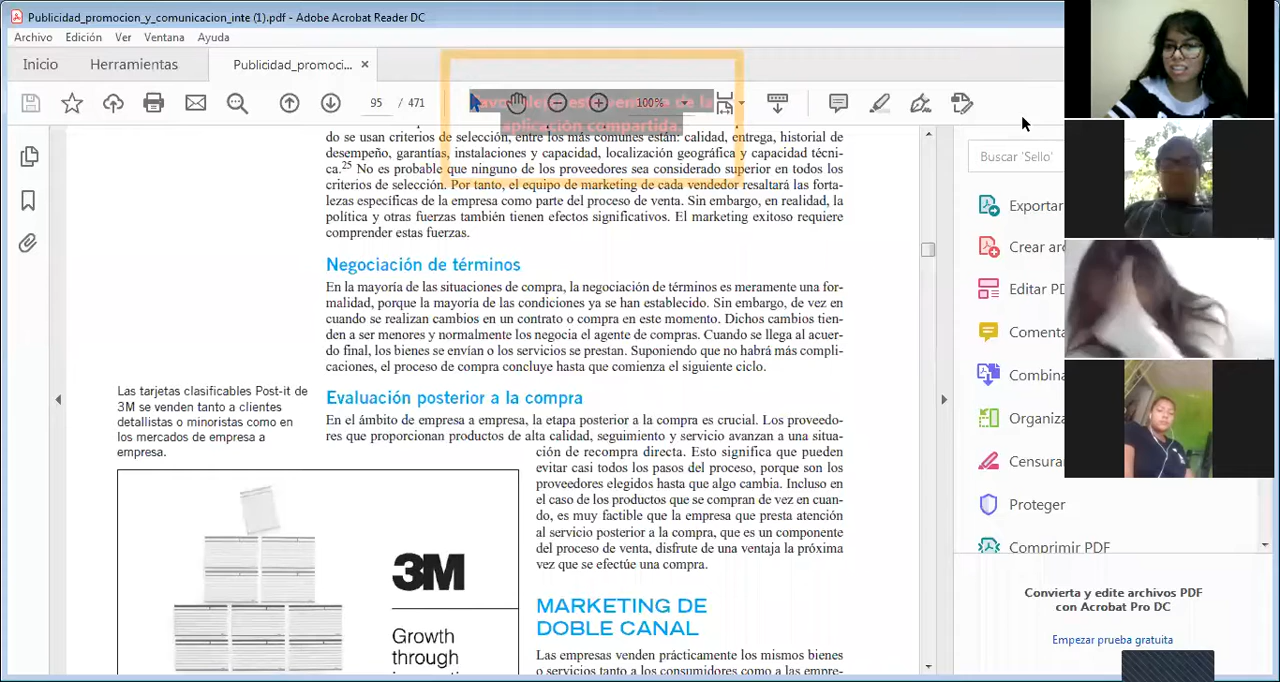 Publicidad_promocion_y_comunicacion_inte (1).pdf - Adobe Acrobat Reader DC
Archivo Edición Ver Ventana Ayuda
Inicio Herramientas Publicidad_promoci... ×
95 / 471 100%
aplicación compartida.
do se usan criterios de selección, entre los más comunes están: calidad, entrega, historial de
desempeño, garantías, instalaciones y capacidad, localización geográfica y capacidad técni-
ca.25 No es probable que ninguno de los proveedores sea considerado superior en todos los
criterios de selección. Por tanto, el equipo de marketing de cada vendedor resaltará las forta-
lezas específicas de la empresa como parte del proceso de venta. Sin embargo, en realidad, la
política y otras fuerzas también tienen efectos significativos. El marketing exitoso requiere
comprender estas fuerzas.
Negociación de términos
En la mayoría de las situaciones de compra, la negociación de términos es meramente una for-
malidad, porque la mayoría de las condiciones ya se han establecido. Sin embargo, de vez en
cuando se realizan cambios en un contrato o compra en este momento. Dichos cambios tien-
den a ser menores y normalmente los negocia el agente de compras. Cuando se llega al acuer-
do final, los bienes se envían o los servicios se prestan. Suponiendo que no habrá más compli-
caciones, el proceso de compra concluye hasta que comienza el siguiente ciclo.
Evaluación posterior a la compra
En el ámbito de empresa a empresa, la etapa posterior a la compra es crucial. Los proveedo-
res que proporcionan productos de alta calidad, seguimiento y servicio avanzan a una situa-
ción de recompra directa. Esto significa que pueden
evitar casi todos los pasos del proceso, porque son los
proveedores elegidos hasta que algo cambia. Incluso en
el caso de los productos que se compran de vez en cuan-
do, es muy factible que la empresa que presta atención
al servicio posterior a la compra, que es un componente
del proceso de venta, disfrute de una ventaja la próxima
vez que se efectúe una compra.
MARKETING DE
DOBLE CANAL
Las empresas venden prácticamente los mismos bienes
o servicios tanto a los consumidores como a las empre-
Las tarjetas clasificables Post-it de
3M se venden tanto a clientes
detallistas o minoristas como en
los mercados de empresa a
empresa.
3M
Growth
through
Buscar 'Sello'
Exportar
Crear arc
Editar PD
Comenta
Combina
Organiza
Censurar
Proteger
Comprimir PDF
Convierta y edite archivos PDF
con Acrobat Pro DC
Empezar prueba gratuita